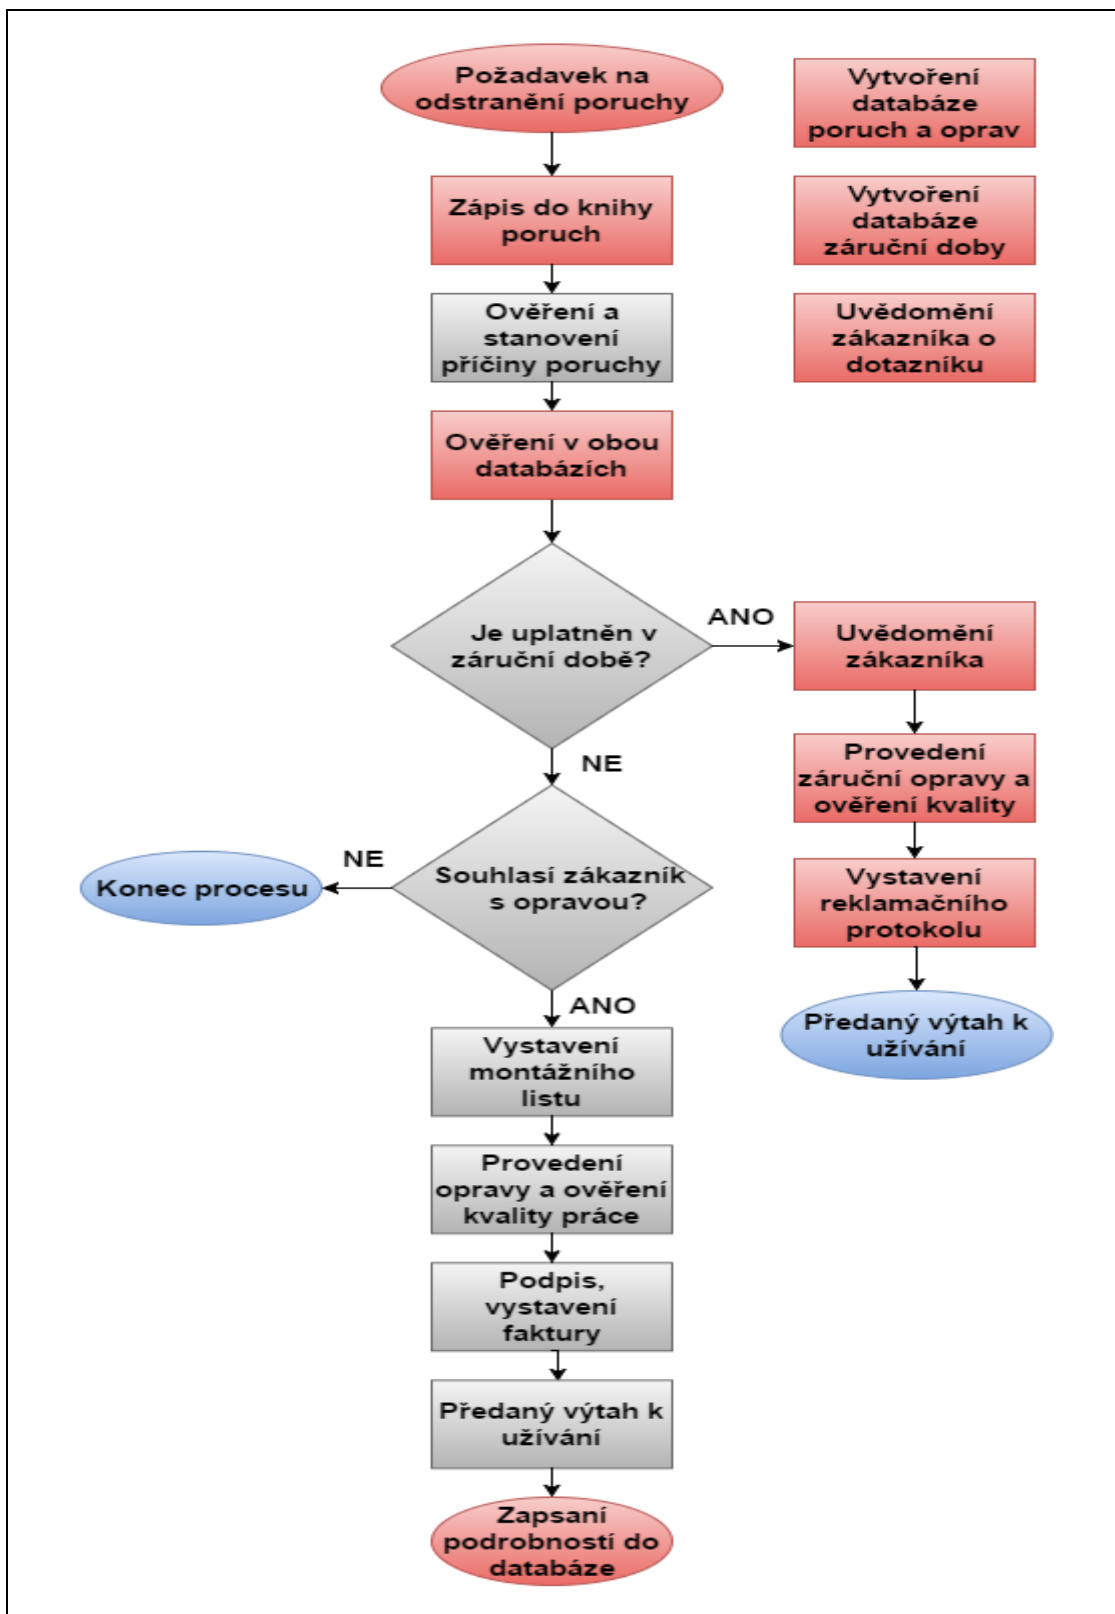 Požadavek na
odstranění poruchy
Vytvoření
databáze
poruch a oprav
Zápis do knihy
poruch
Vytvoření
databáze
záruční doby
Ověření a
stanovení
příčiny poruchy
Uvědomění
zákazníka o
dotazníku
Ověření v obou
databázích
Je uplatněn v
záruční době?
ANO
Uvědomění
zákazníka
NE
Provedení
záruční opravy a
ověření kvality
Souhlasí zákazník
s opravou?
NE
Konec procesu
Vystavení
reklamačního
protokolu
ANO
Předaný výtah k
užívání
Vystavení
montážního
listu
Provedení
opravy a ověření
kvality práce
Podpis,
vystavení
faktury
Předaný výtah k
užívání
Zapsaní
podrobností do
databáze